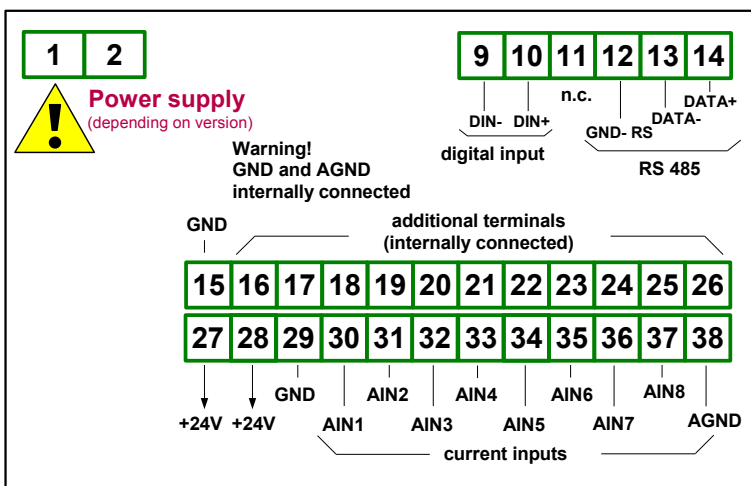 1 2
9 10 11 12 13 14
Power supply
(depending on version)
!
DIN- DIN+
n.c.
GND- RS
DATA-
DATA+
digital input
RS 485
Warning!
GND and AGND
internally connected
GND
additional terminals
(internally connected)
15 16 17 18 19 20 21 22 23 24 25 26
27 28 29 30 31 32 33 34 35 36 37 38
+24V +24V
GND
AIN1
AIN2
AIN3
AIN4
AIN5
AIN6
AIN7
AIN8
AGND
current inputs